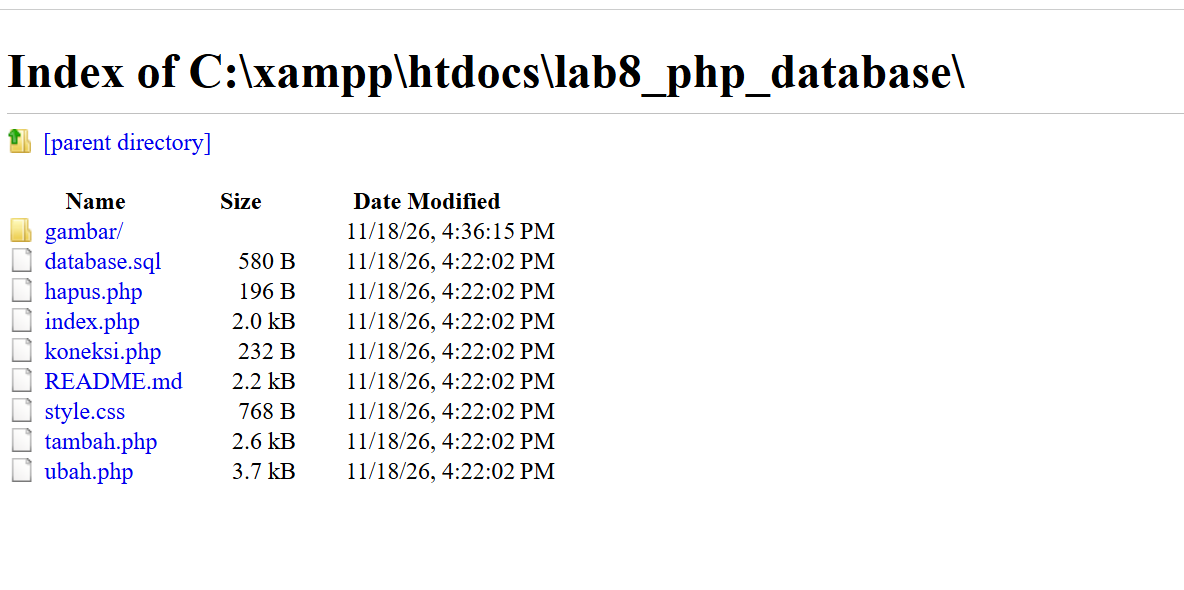 Index of C:\xampp\htdocs\lab8_php_database\
[parent directory]
Name Size Date Modified
gambar/ 11/18/26, 4:36:15 PM
database.sql 580 B 11/18/26, 4:22:02 PM
hapus.php 196 B 11/18/26, 4:22:02 PM
index.php 2.0 kB 11/18/26, 4:22:02 PM
koneksi.php 232 B 11/18/26, 4:22:02 PM
README.md 2.2 kB 11/18/26, 4:22:02 PM
style.css 768 B 11/18/26, 4:22:02 PM
tambah.php 2.6 kB 11/18/26, 4:22:02 PM
ubah.php 3.7 kB 11/18/26, 4:22:02 PM